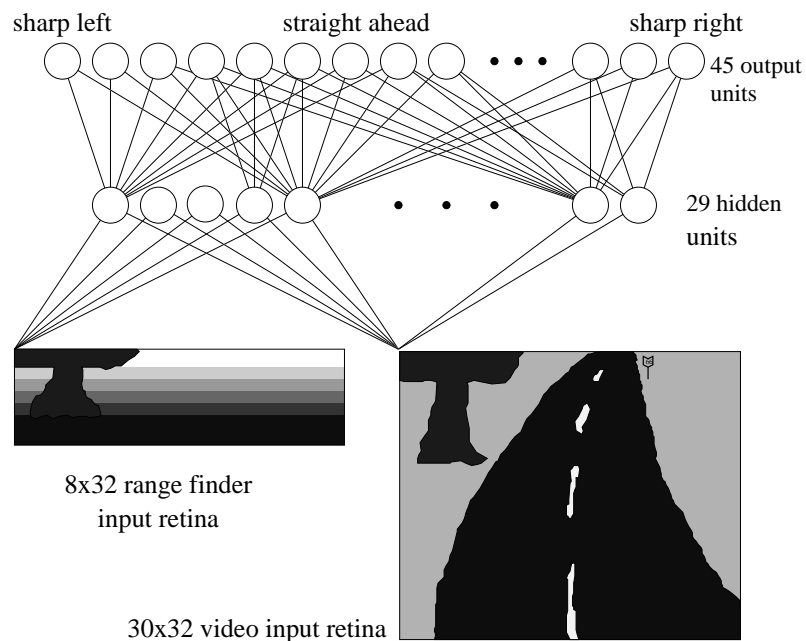 sharp left
straight ahead
sharp right
45 output
units
29 hidden
units
8x32 range finder
input retina
30x32 video input retina